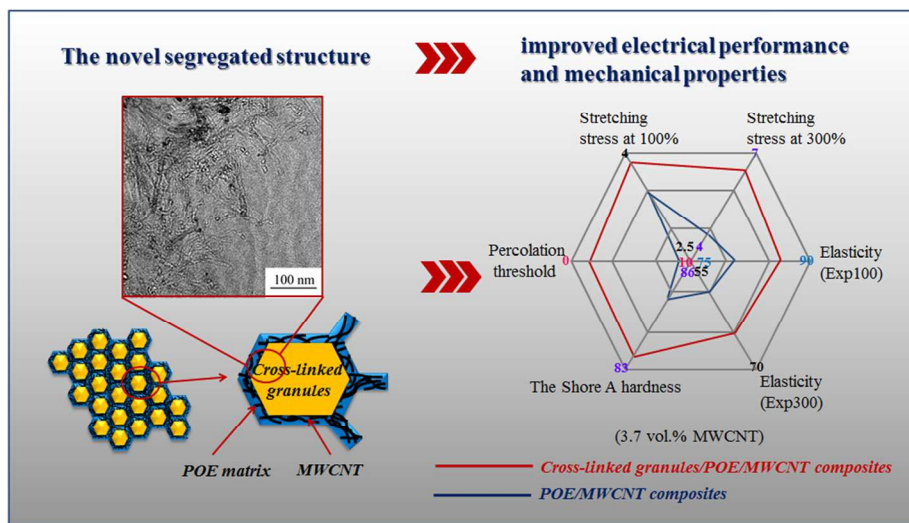 The novel segregated structure
improved electrical performance
and mechanical properties
100 nm
Cross-linked
granules
POE matrix
MWCNT
Stretching
stress at 100%
Stretching
stress at 300%
4
7
Percolation
threshold
0
2.5
4
10
75
86
55
90
Elasticity
(Exp100)
83
70
The Shore A hardness
Elasticity
(Exp300)
(3.7 vol.% MWCNT)
Cross-linked granules/POE/MWCNT composites
POE/MWCNT composites